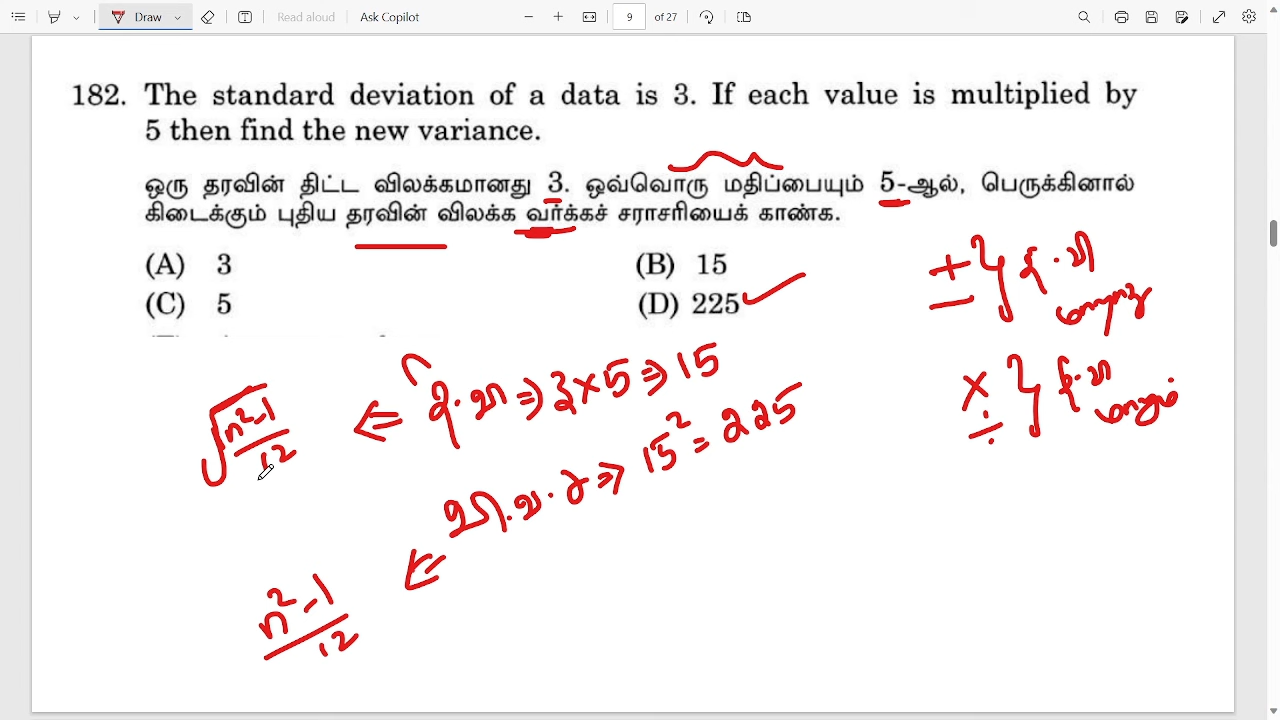 Draw
Read aloud
Ask Copilot
9 of 27
182. The standard deviation of a data is 3. If each value is multiplied by
5 then find the new variance.
ஒரு தரவின் திட்ட விலக்கமானது 3. ஒவ்வொரு மதிப்பையும் 5-ஆல், பெருக்கினால்
கிடைக்கும் புதிய தரவின் விலக்க வர்க்கச் சராசரியைக் காண்க.
(A) 3
(B) 15
(C) 5
(D) 225
+ − } தி.வி
மாறாது
× ÷ } தி.வி
மாறும்
√(n²-1/12) ⇐ தி.வி ⇒ 3×5 ⇒ 15
வி.வ.ச ⇒ 15² = 225
n²-1/12 ⇐